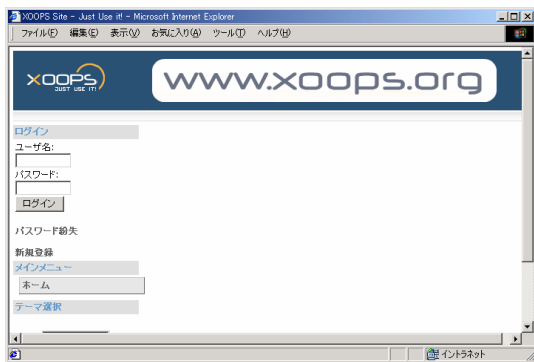 XOOPS Site - Just Use it! - Microsoft Internet Explorer
ファイル(F) 編集(E) 表示(V) お気に入り(A) ツール(T) ヘルプ(H)
XOOPS
JUST USE IT!
www.xoops.org
ログイン
ユーザ名:
パスワード:
ログイン
パスワード紛失
新規登録
メインメニュー
ホーム
テーマ選択
イントラネット